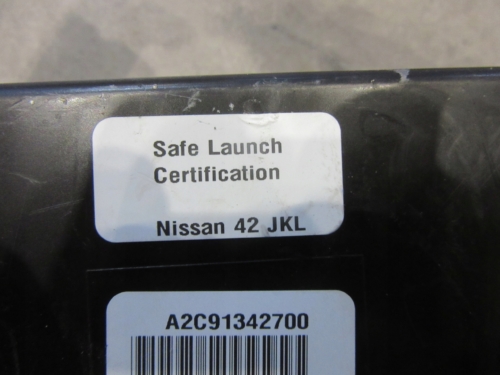 Safe Launch
Certification
Nissan 42 JKL
A2C91342700